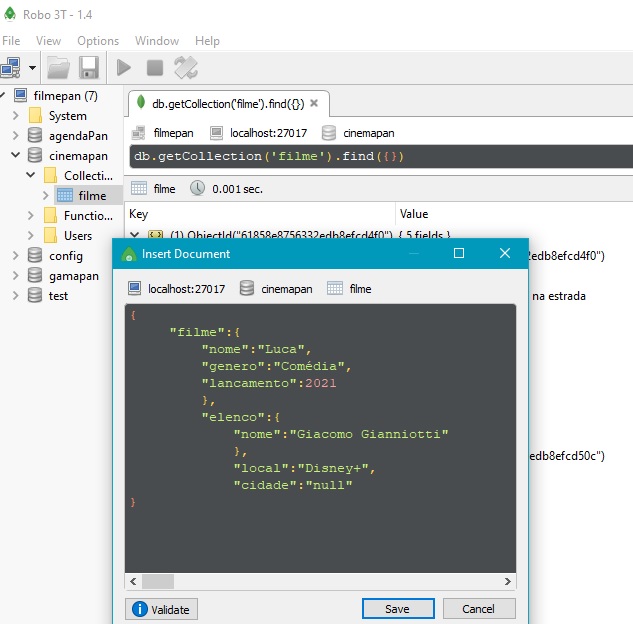 Robo 3T - 1.4
File View Options Window Help
filmepan (7)
System
agendaPan
cinemapan
Collecti...
filme
Functio...
Users
config
gamapan
test
db.getCollection('filme').find({})
filmepan localhost:27017 cinemapan
db.getCollection('filme').find({})
filme 0.001 sec.
Key Value
(1) ObjectId("61858e8756332edb8efcd4f0") { 5 fields }
2edb8efcd4f0")
na estrada
edb8efcd50c")
Insert Document
localhost:27017 cinemapan filme
{
"filme":{
"nome":"Luca",
"genero":"Comédia",
"lancamento":2021
},
"elenco":{
"nome":"Giacomo Gianniotti"
},
"local":"Disney+",
"cidade":"null"
}
Validate Save Cancel